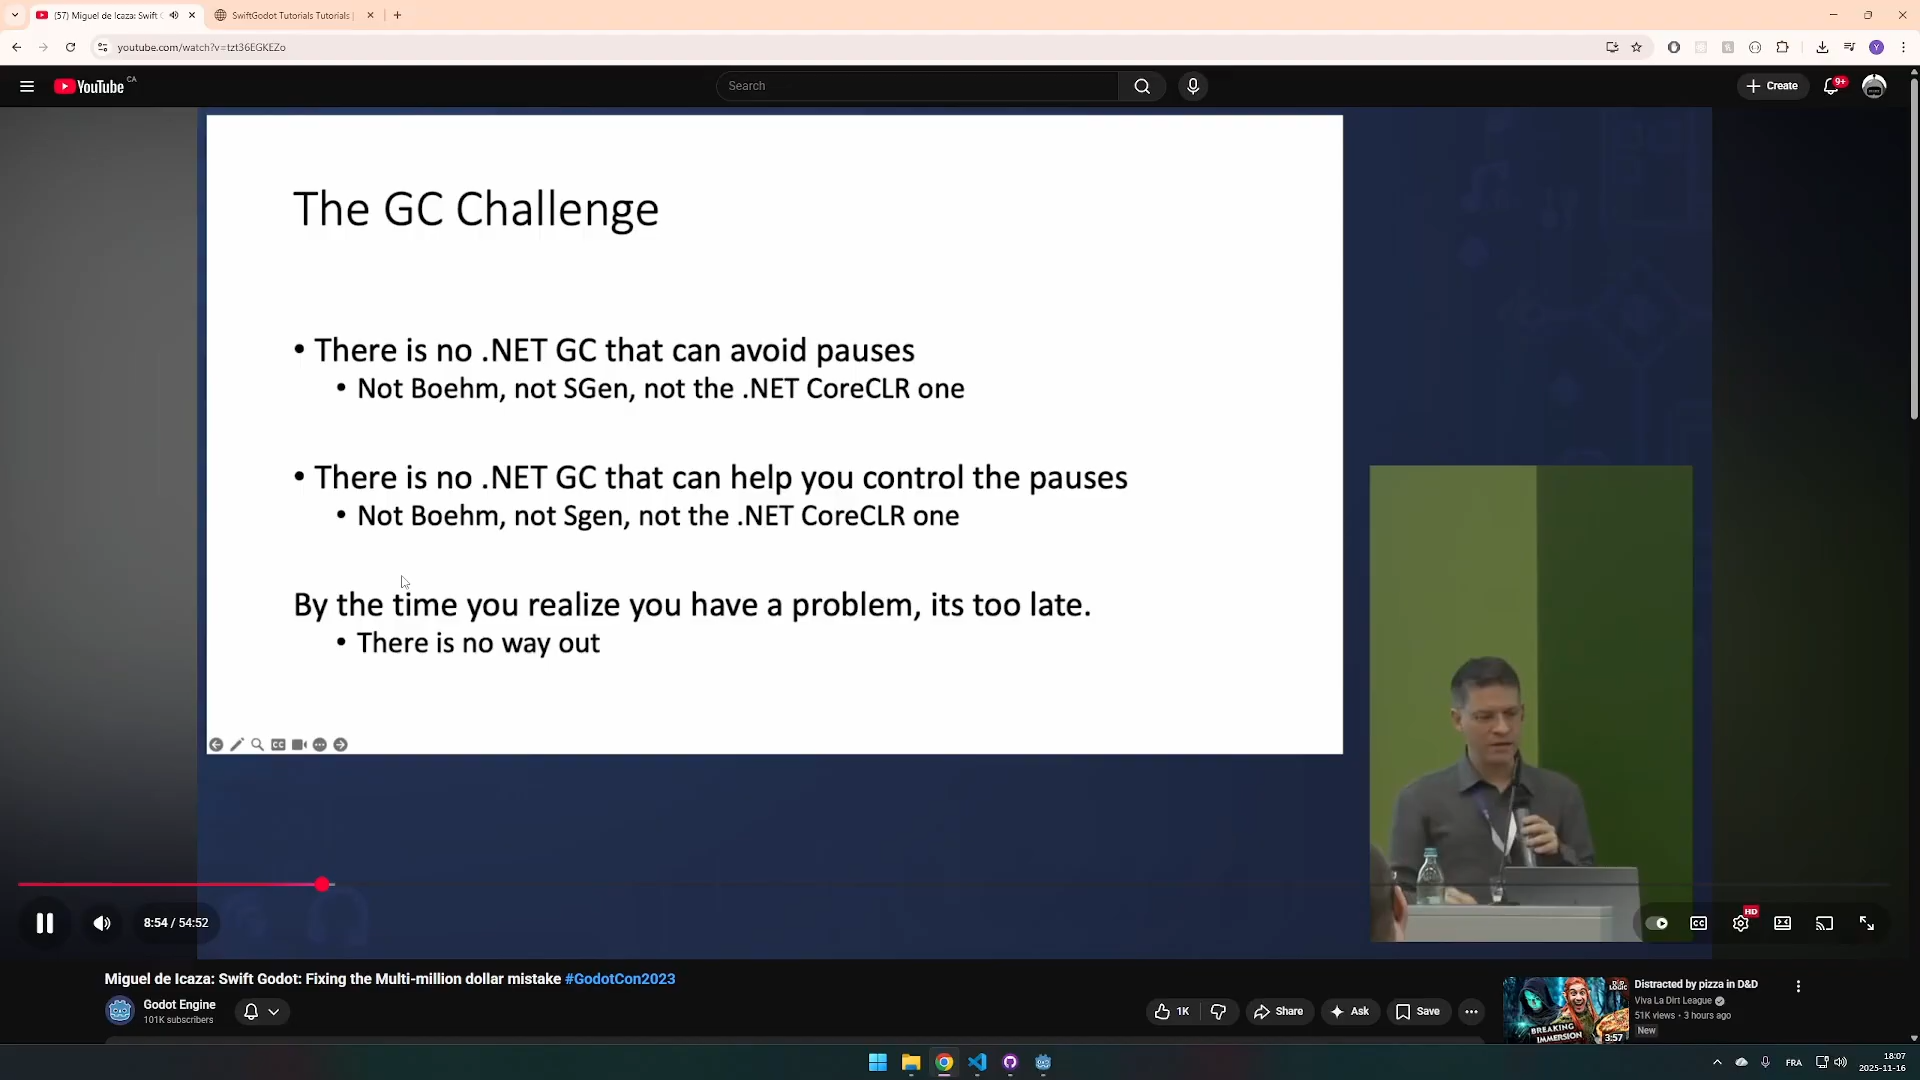 (57) Miguel de Icaza: Swift G
SwiftGodot Tutorials Tutorials |
youtube.com/watch?v=tzt36EGKEZo
Y
YouTube CA
Search
Create
9+
The GC Challenge
• There is no .NET GC that can avoid pauses
• Not Boehm, not SGen, not the .NET CoreCLR one
• There is no .NET GC that can help you control the pauses
• Not Boehm, not Sgen, not the .NET CoreCLR one
By the time you realize you have a problem, its too late.
• There is no way out
CC
8:54 / 54:52
CC
HD
Miguel de Icaza: Swift Godot: Fixing the Multi-million dollar mistake #GodotCon2023
Godot Engine
101K subscribers
1K
Share
Ask
Save
BREAKING
IMMERSION
3:57
Distracted by pizza in D&D
Viva La Dirt League
51K views • 3 hours ago
New
FRA
18:07
2025-11-16